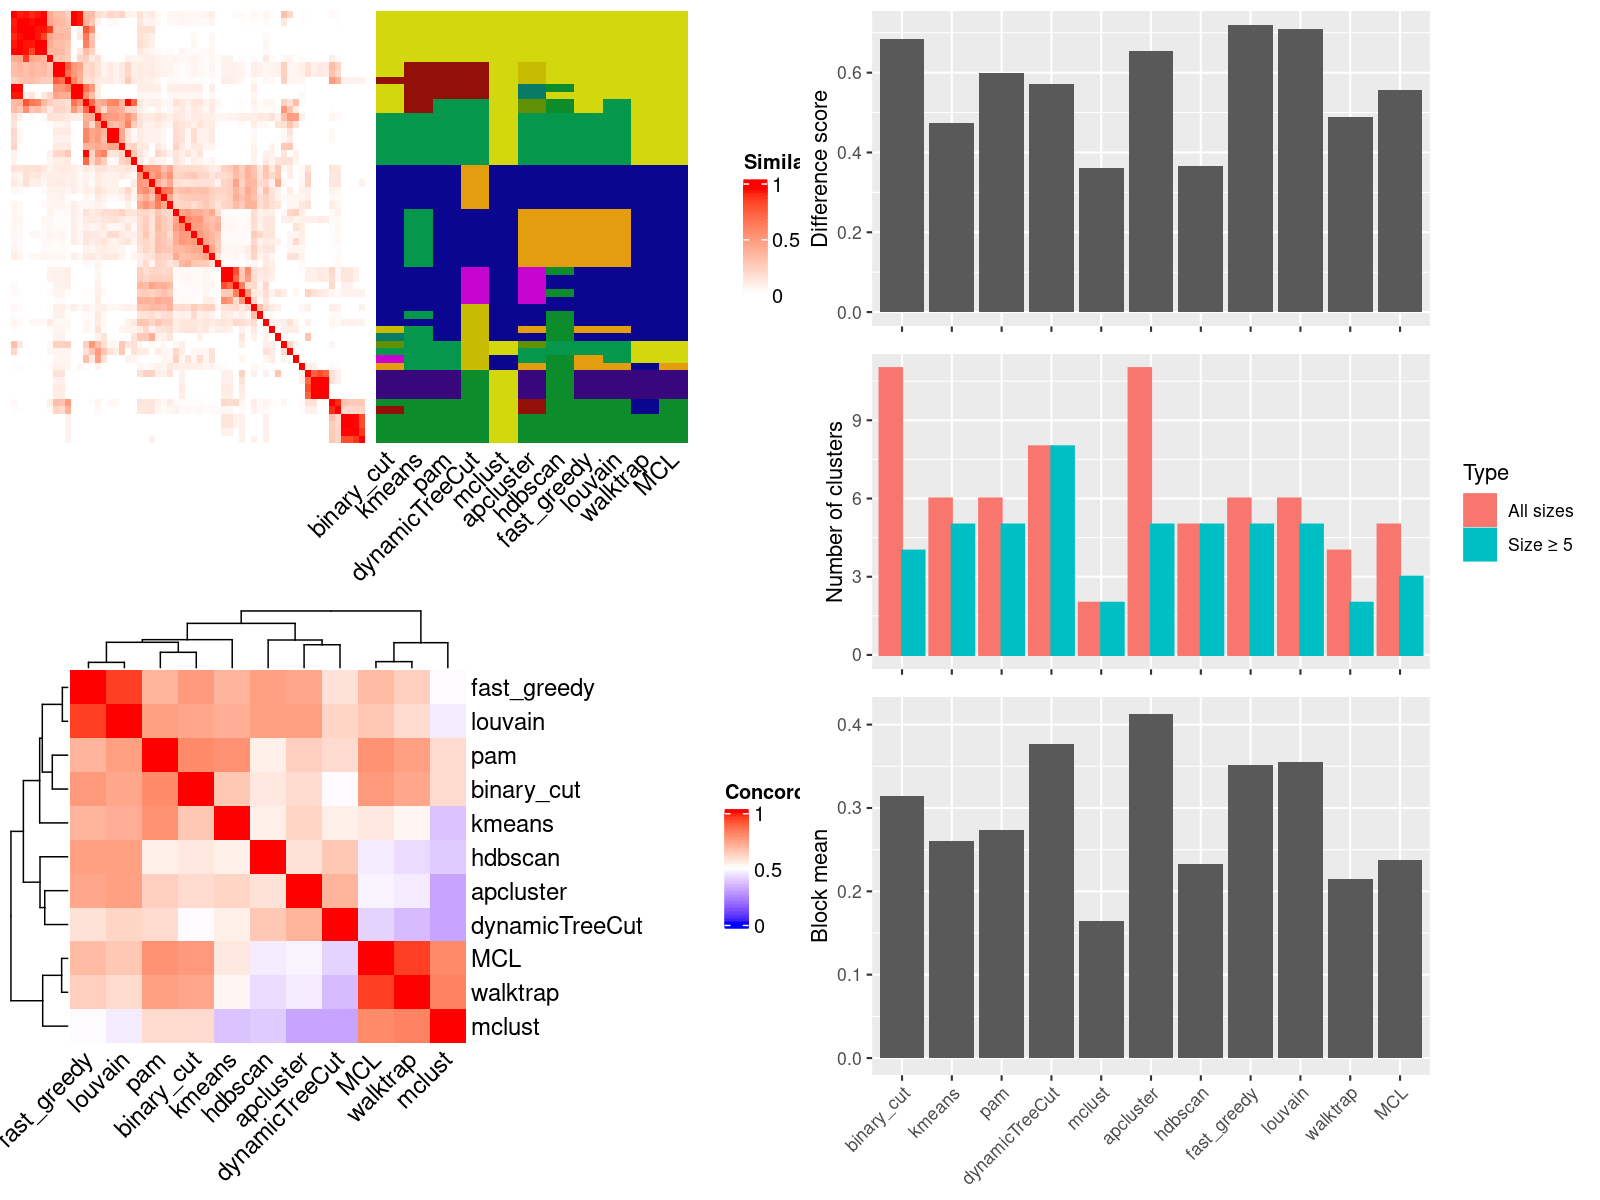 Simila
1
0.5
0
binary_cut
kmeans
pam
dynamicTreeCut
mclust
apcluster
hdbscan
fast_greedy
louvain
walktrap
MCL
Difference score
0.6
0.4
0.2
0.0
Number of clusters
9
6
3
0
Type
All sizes
Size ≥ 5
fast_greedy
louvain
pam
binary_cut
kmeans
hdbscan
apcluster
dynamicTreeCut
MCL
walktrap
mclust
fast_greedy
louvain
pam
binary_cut
kmeans
hdbscan
apcluster
dynamicTreeCut
MCL
walktrap
mclust
Concord
1
0.5
0
Block mean
0.4
0.3
0.2
0.1
0.0
binary_cut
kmeans
pam
dynamicTreeCut
mclust
apcluster
hdbscan
fast_greedy
louvain
walktrap
MCL